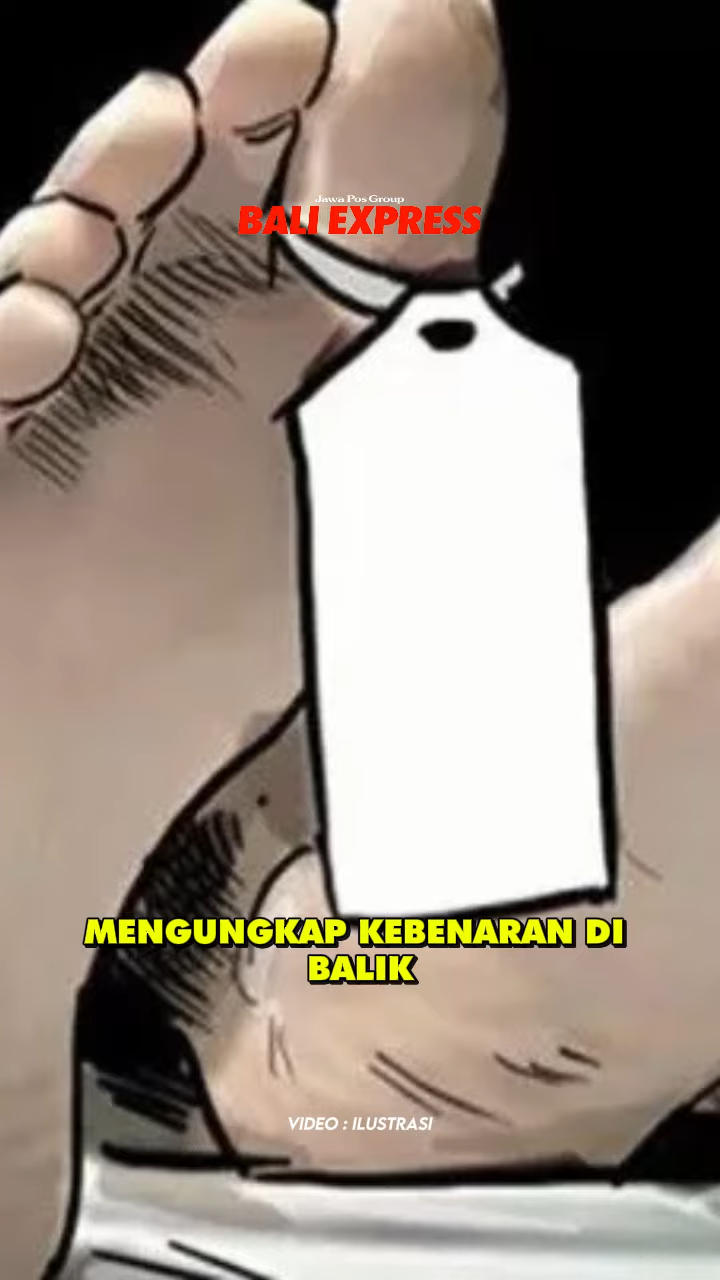 Jawa Pos Group
BALI EXPRESS
MENGUNGKAP KEBENARAN DI
BALIK
VIDEO : ILUSTRASI